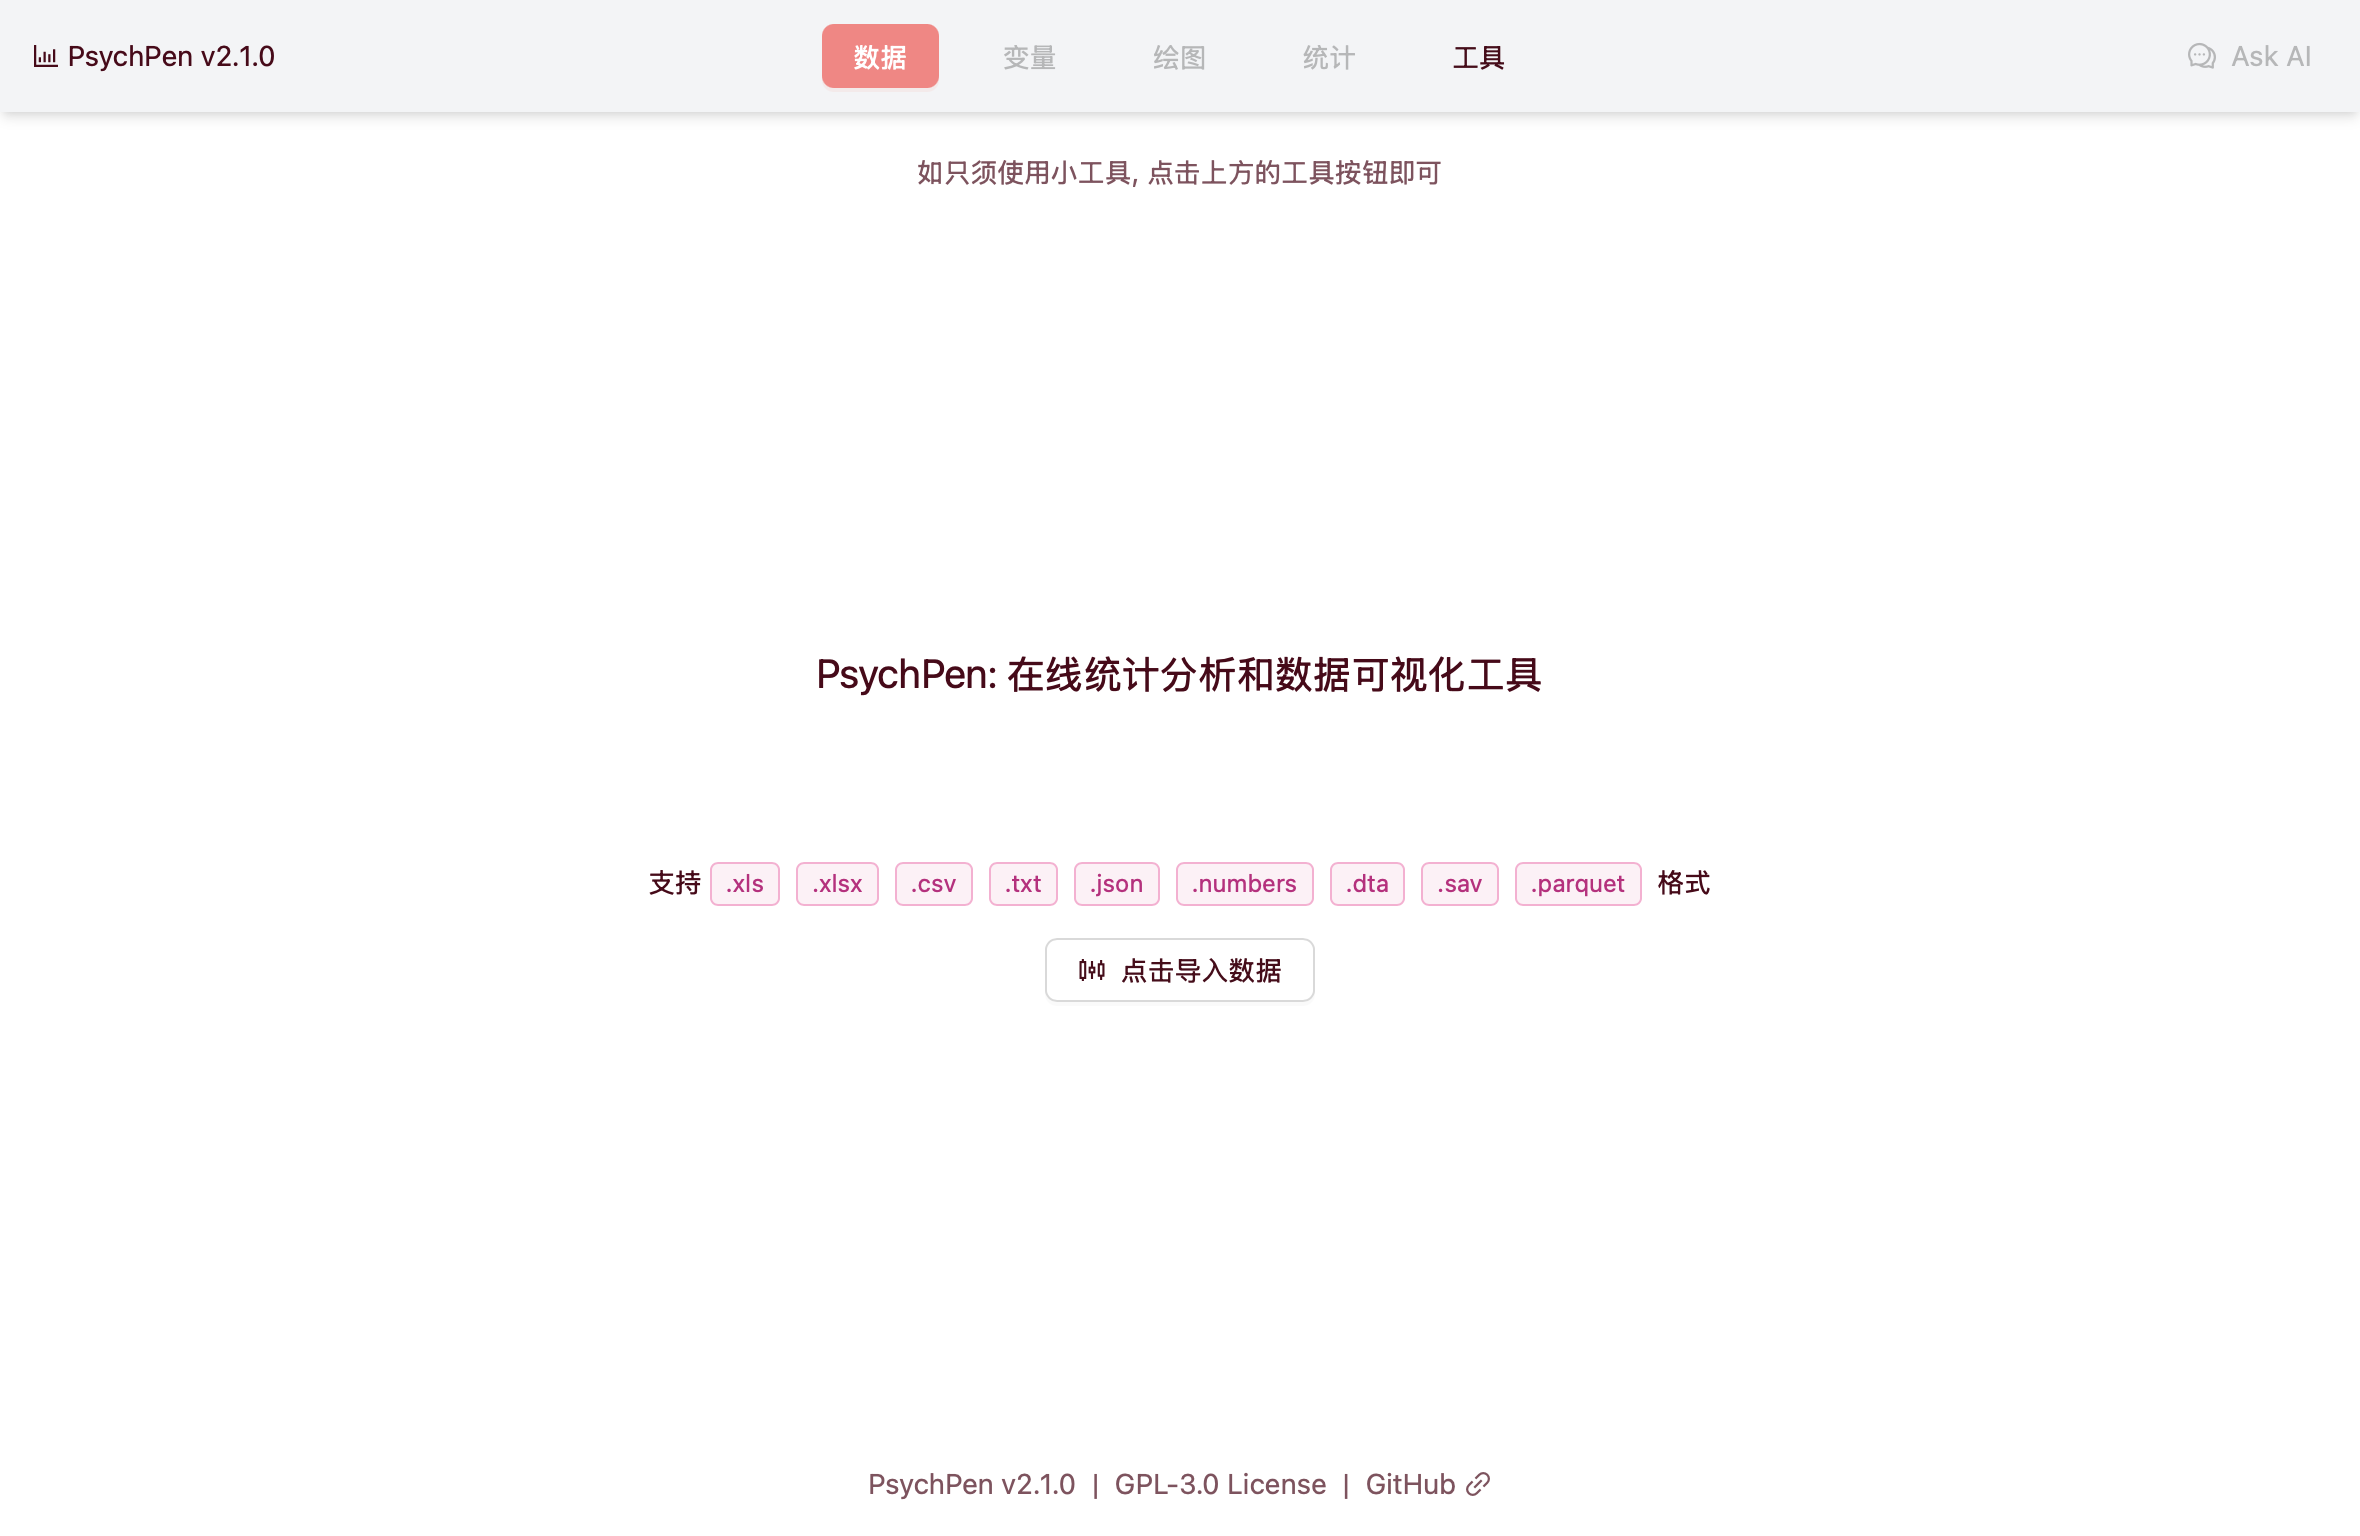 PsychPen v2.1.0 数据 变量 绘图 统计 工具 Ask AI
如只须使用小工具, 点击上方的工具按钮即可
PsychPen: 在线统计分析和数据可视化工具
支持 .xls .xlsx .csv .txt .json .numbers .dta .sav .parquet 格式
点击导入数据
PsychPen v2.1.0 | GPL-3.0 License | GitHub